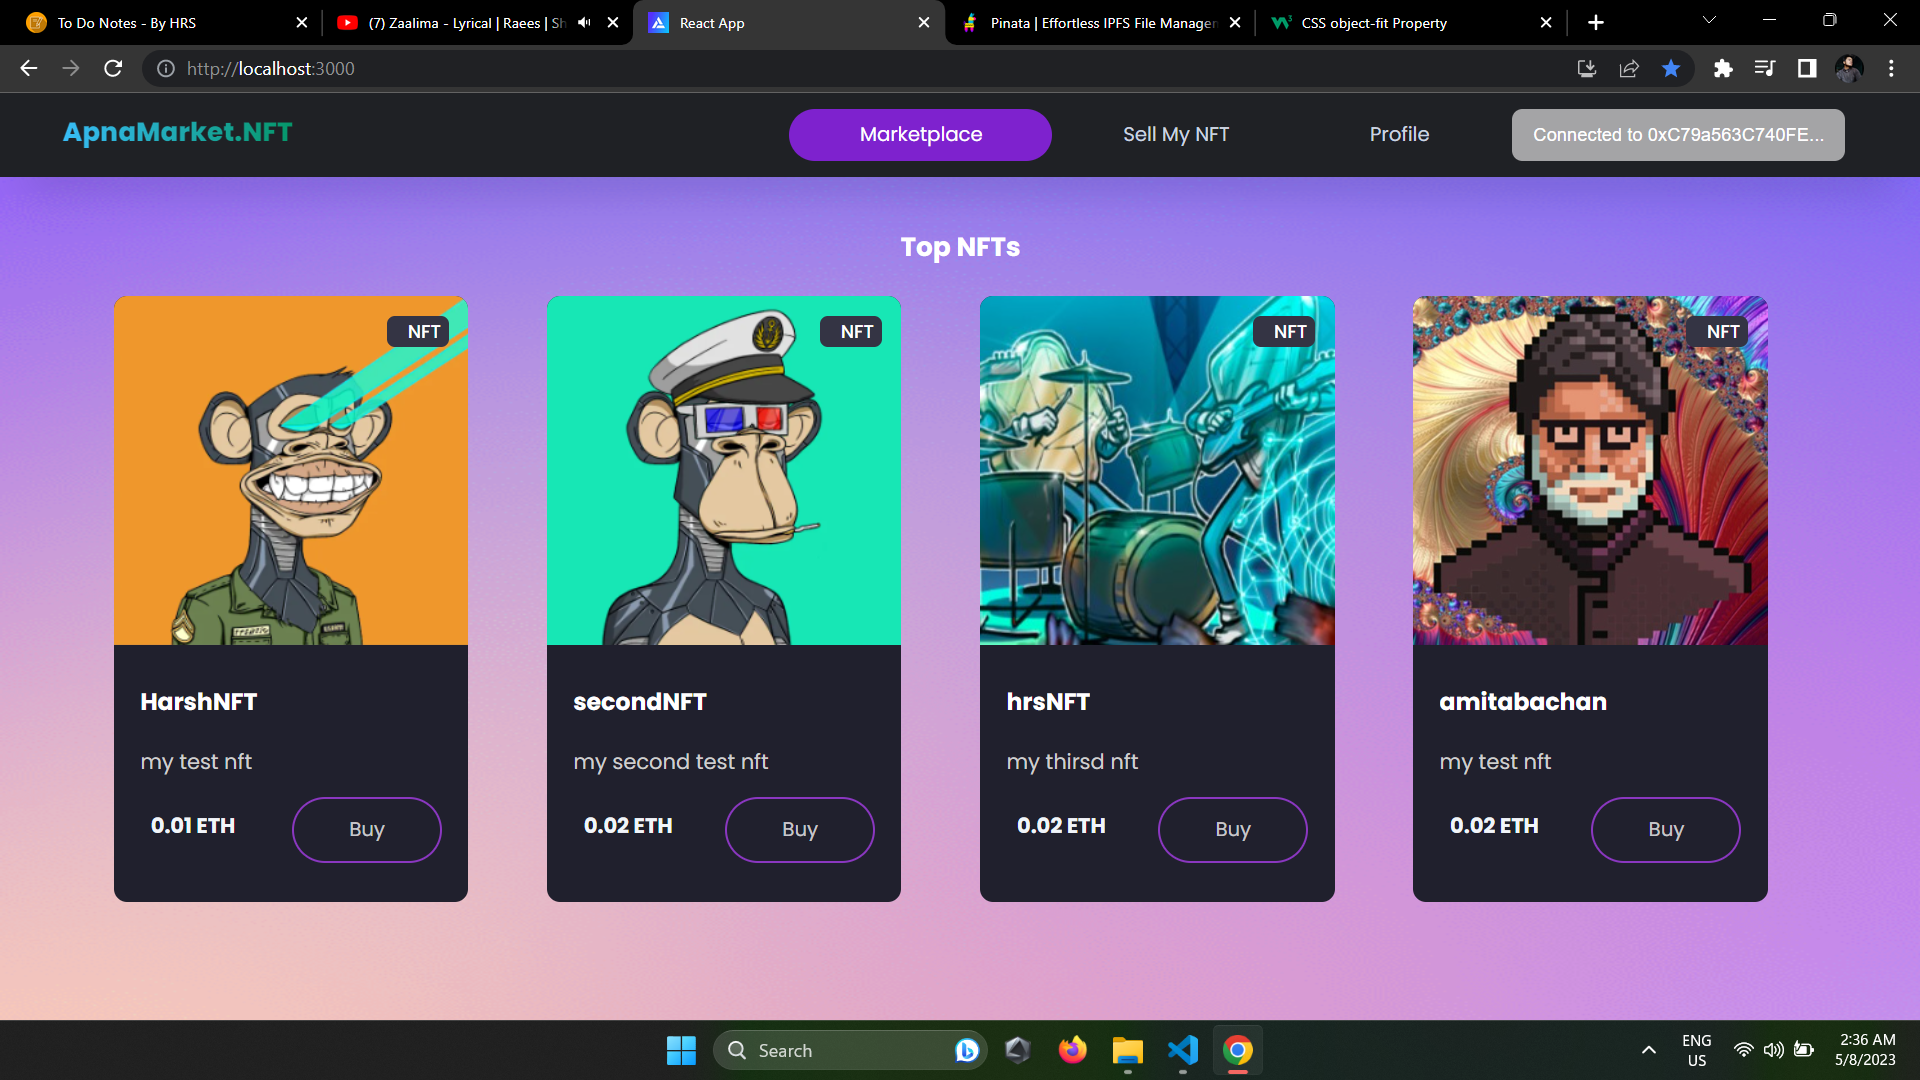 To Do Notes - By HRS
(7) Zaalima - Lyrical | Raees | Sh
React App
Pinata | Effortless IPFS File Manager
CSS object-fit Property
http://localhost:3000
ApnaMarket.NFT
Marketplace
Sell My NFT
Profile
Connected to 0xC79a563C740FE...
Top NFTs
NFT
NFT
NFT
NFT
HarshNFT
secondNFT
hrsNFT
amitabachan
my test nft
my second test nft
my thirsd nft
my test nft
0.01 ETH
Buy
0.02 ETH
Buy
0.02 ETH
Buy
0.02 ETH
Buy
Search
ENG
US
2:36 AM
5/8/2023